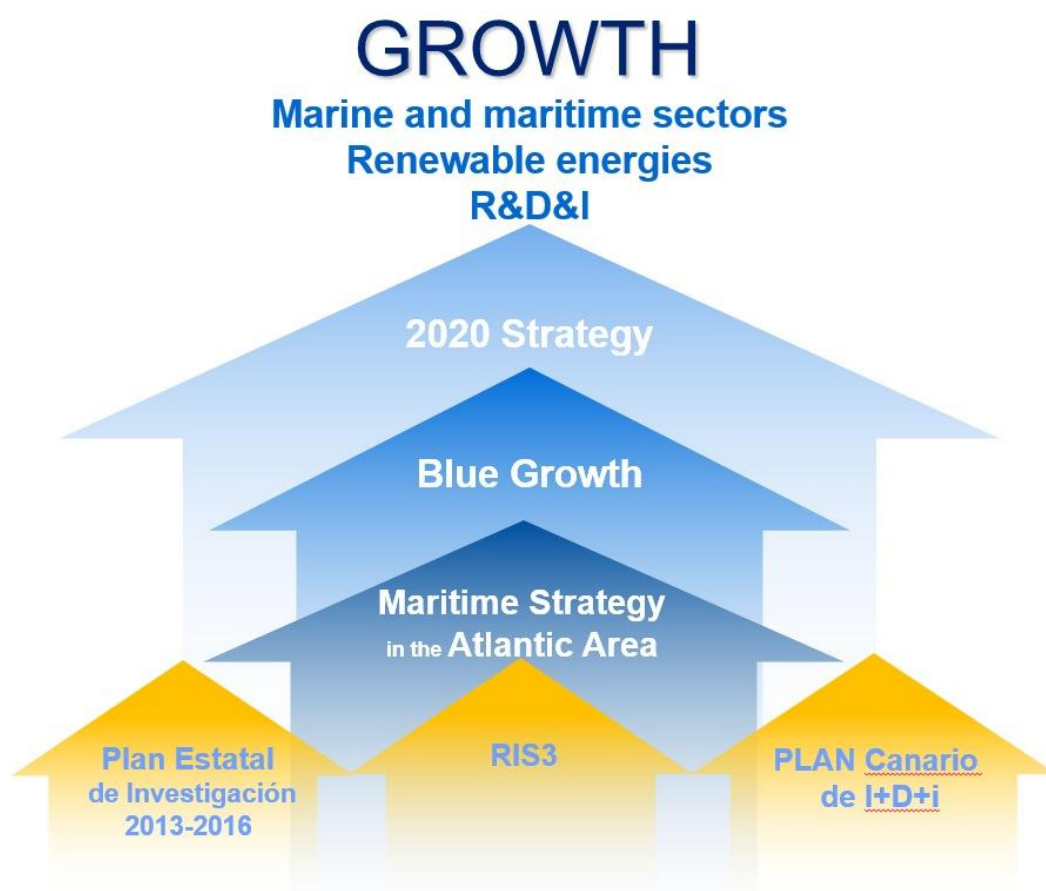 GROWTH
Marine and maritime sectors
Renewable energies
R&D&I
2020 Strategy
Blue Growth
Maritime Strategy
in the Atlantic Area
Plan Estatal
de Investigación
2013-2016
RIS3
PLAN Canario
de I+D+i